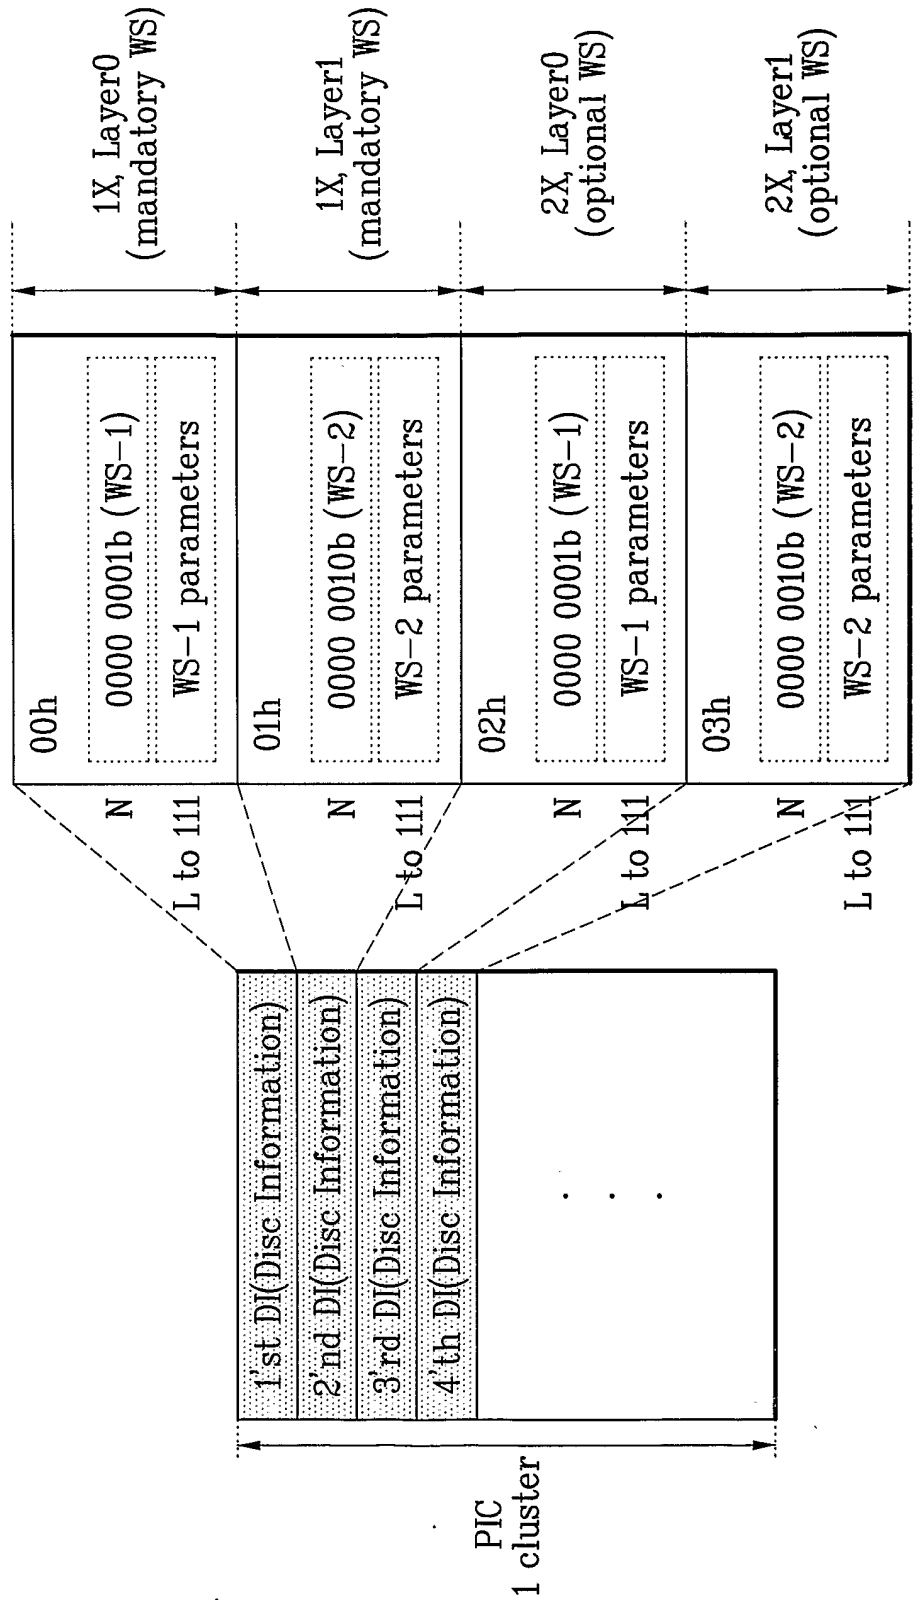 PIC
1 cluster
1'st DI(Disc Information)
2'nd DI(Disc Information)
3'rd DI(Disc Information)
4'th DI(Disc Information)
00h
N
0000 0001b (WS-1)
L to 111
WS-1 parameters
1X, Layer0
(mandatory WS)
01h
N
0000 0010b (WS-2)
L to 111
WS-2 parameters
1X, Layer1
(mandatory WS)
02h
N
0000 0001b (WS-1)
L to 111
WS-1 parameters
2X, Layer0
(optional WS)
03h
N
0000 0010b (WS-2)
L to 111
WS-2 parameters
2X, Layer1
(optional WS)